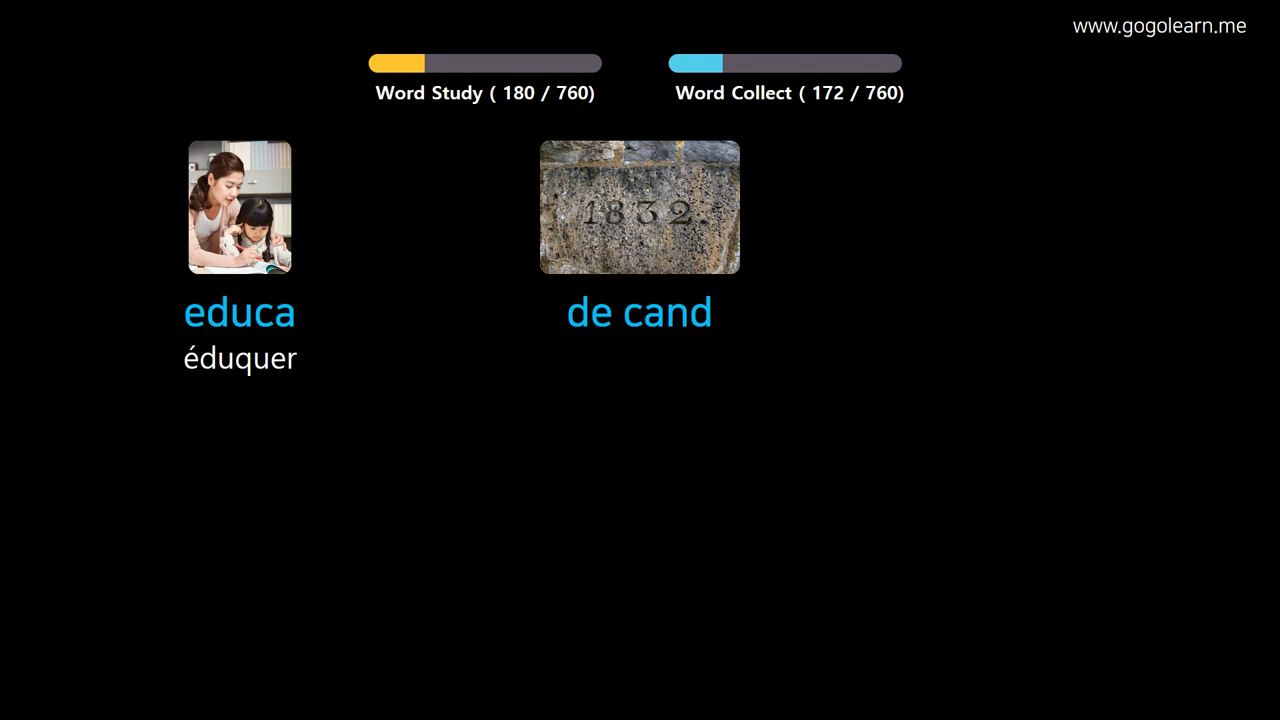 www.gogolearn.me
Word Study ( 180 / 760)
Word Collect ( 172 / 760)
1832.
educa
de cand
éduquer